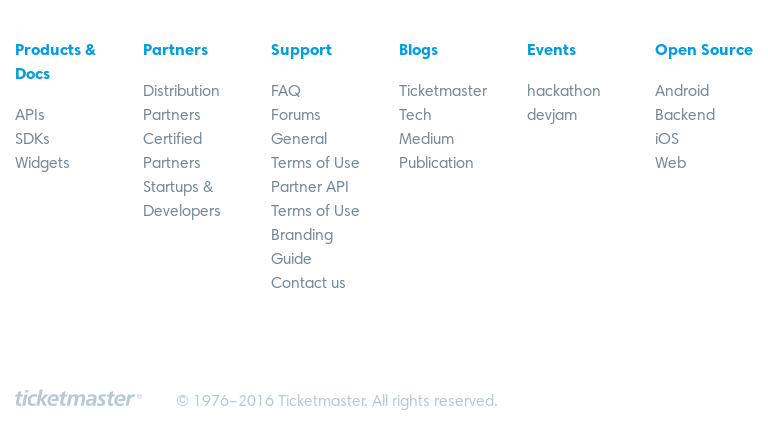 Products &
Docs
APIs
SDKs
Widgets
Partners
Distribution
Partners
Certified
Partners
Startups &
Developers
Support
FAQ
Forums
General
Terms of Use
Partner API
Terms of Use
Branding
Guide
Contact us
Blogs
Ticketmaster
Tech
Medium
Publication
Events
hackathon
devjam
Open Source
Android
Backend
iOS
Web
ticketmaster®
© 1976–2016 Ticketmaster. All rights reserved.